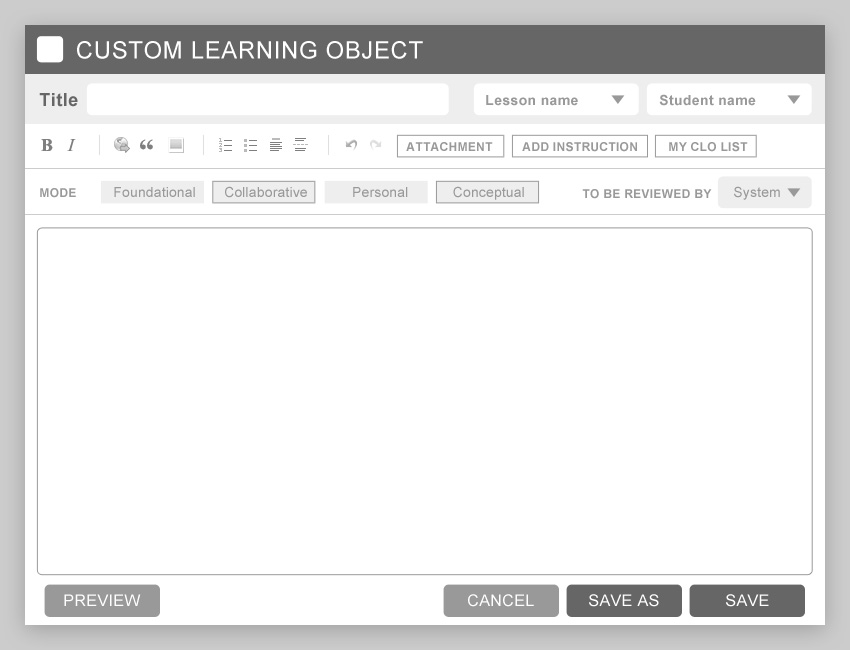 CUSTOM LEARNING OBJECT
Title Lesson name Student name
B I ATTACHMENT ADD INSTRUCTION MY CLO LIST
MODE Foundational Collaborative Personal Conceptual TO BE REVIEWED BY System
PREVIEW CANCEL SAVE AS SAVE